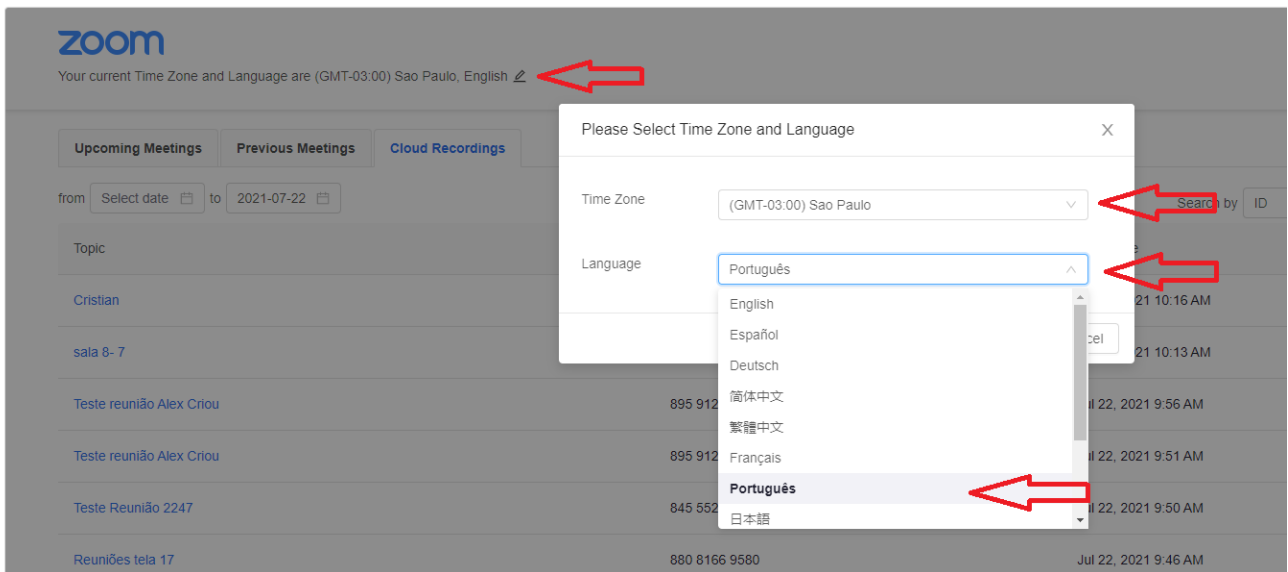 zoom
Your current Time Zone and Language are (GMT-03:00) Sao Paulo, English
Please Select Time Zone and Language
Upcoming Meetings Previous Meetings Cloud Recordings
from Select date to 2021-07-22
Time Zone (GMT-03:00) Sao Paulo
Search by ID
Topic
Language Português
English
Español
Deutsch
简体中文
繁體中文
Français
Português
日本語
Cristian 21 10:16 AM
sala 8- 7 21 10:13 AM
Teste reunião Alex Criou 895 912 22, 2021 9:56 AM
Teste reunião Alex Criou 895 912 22, 2021 9:51 AM
Teste Reunião 2247 845 552 22, 2021 9:50 AM
Reuniões tela 17 880 8166 9580 Jul 22, 2021 9:46 AM